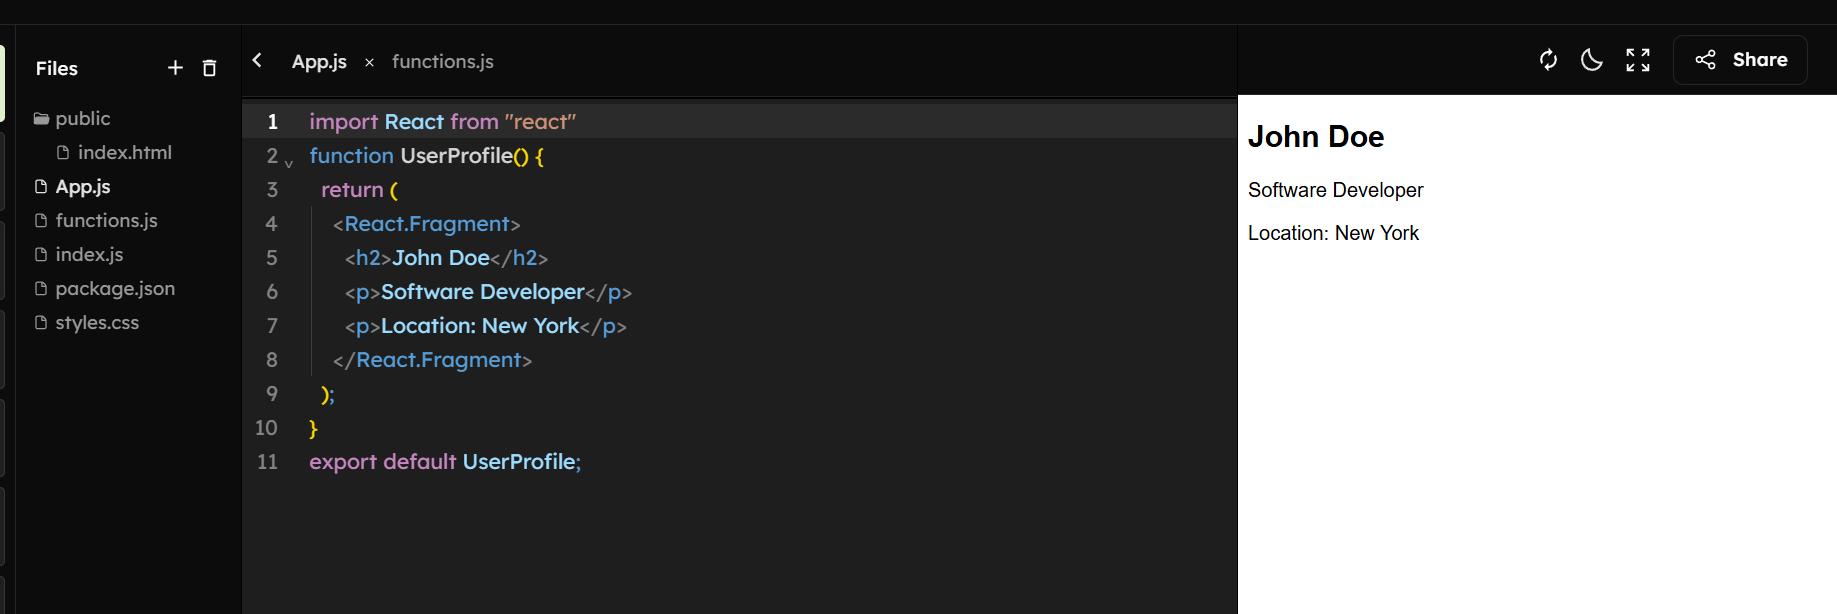 Files
public
index.html
App.js
functions.js
index.js
package.json
styles.css
App.js × functions.js
1 import React from "react"
2 function UserProfile() {
3 return (
4 <React.Fragment>
5 <h2>John Doe</h2>
6 <p>Software Developer</p>
7 <p>Location: New York</p>
8 </React.Fragment>
9 );
10 }
11 export default UserProfile;
Share
John Doe
Software Developer
Location: New York